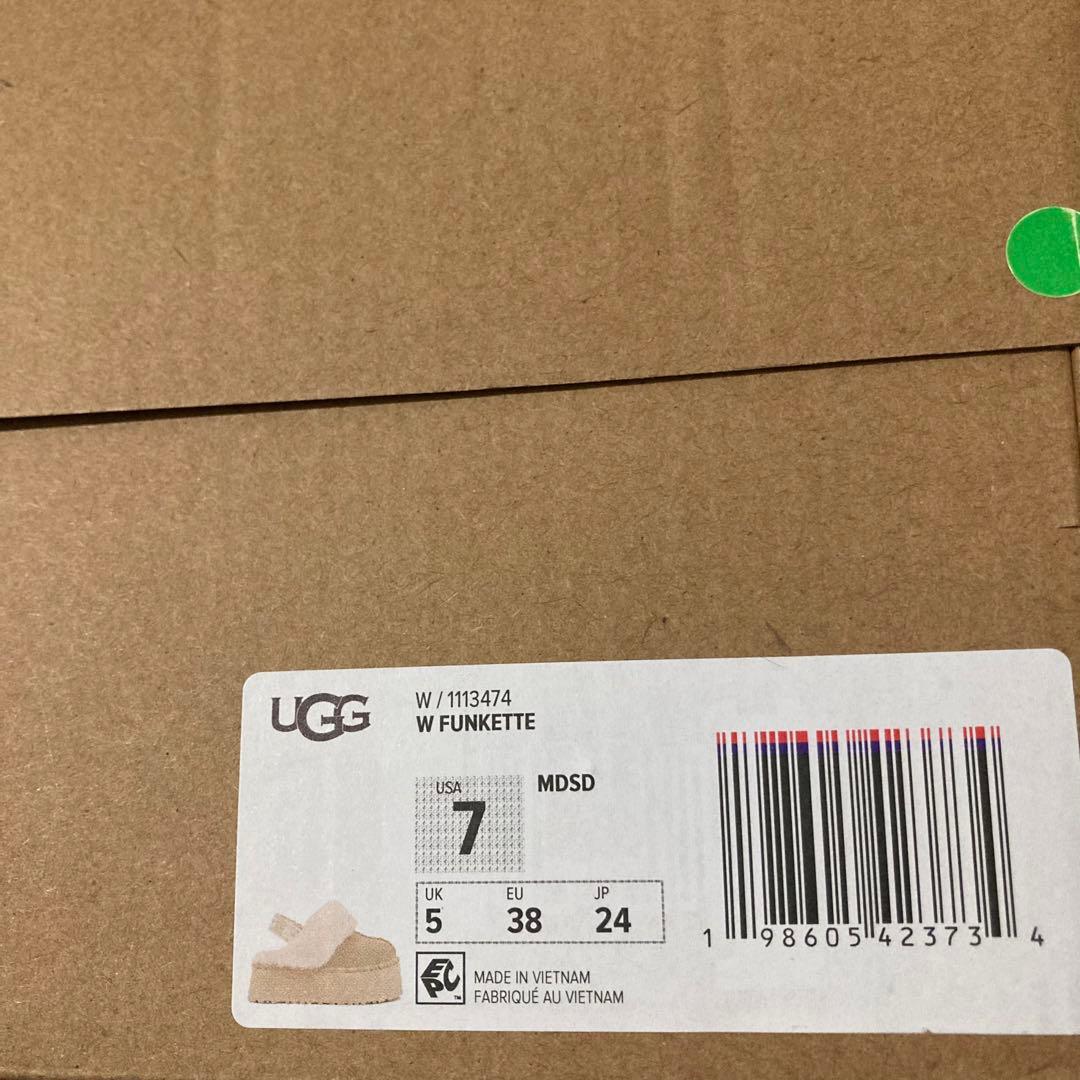 UGG
W / 1113474
W FUNKETTE
USA
7
MDSD
UK EU JP
5 38 24
EPC™
MADE IN VIETNAM
FABRIQUÉ AU VIETNAM
1 98605 42373 4